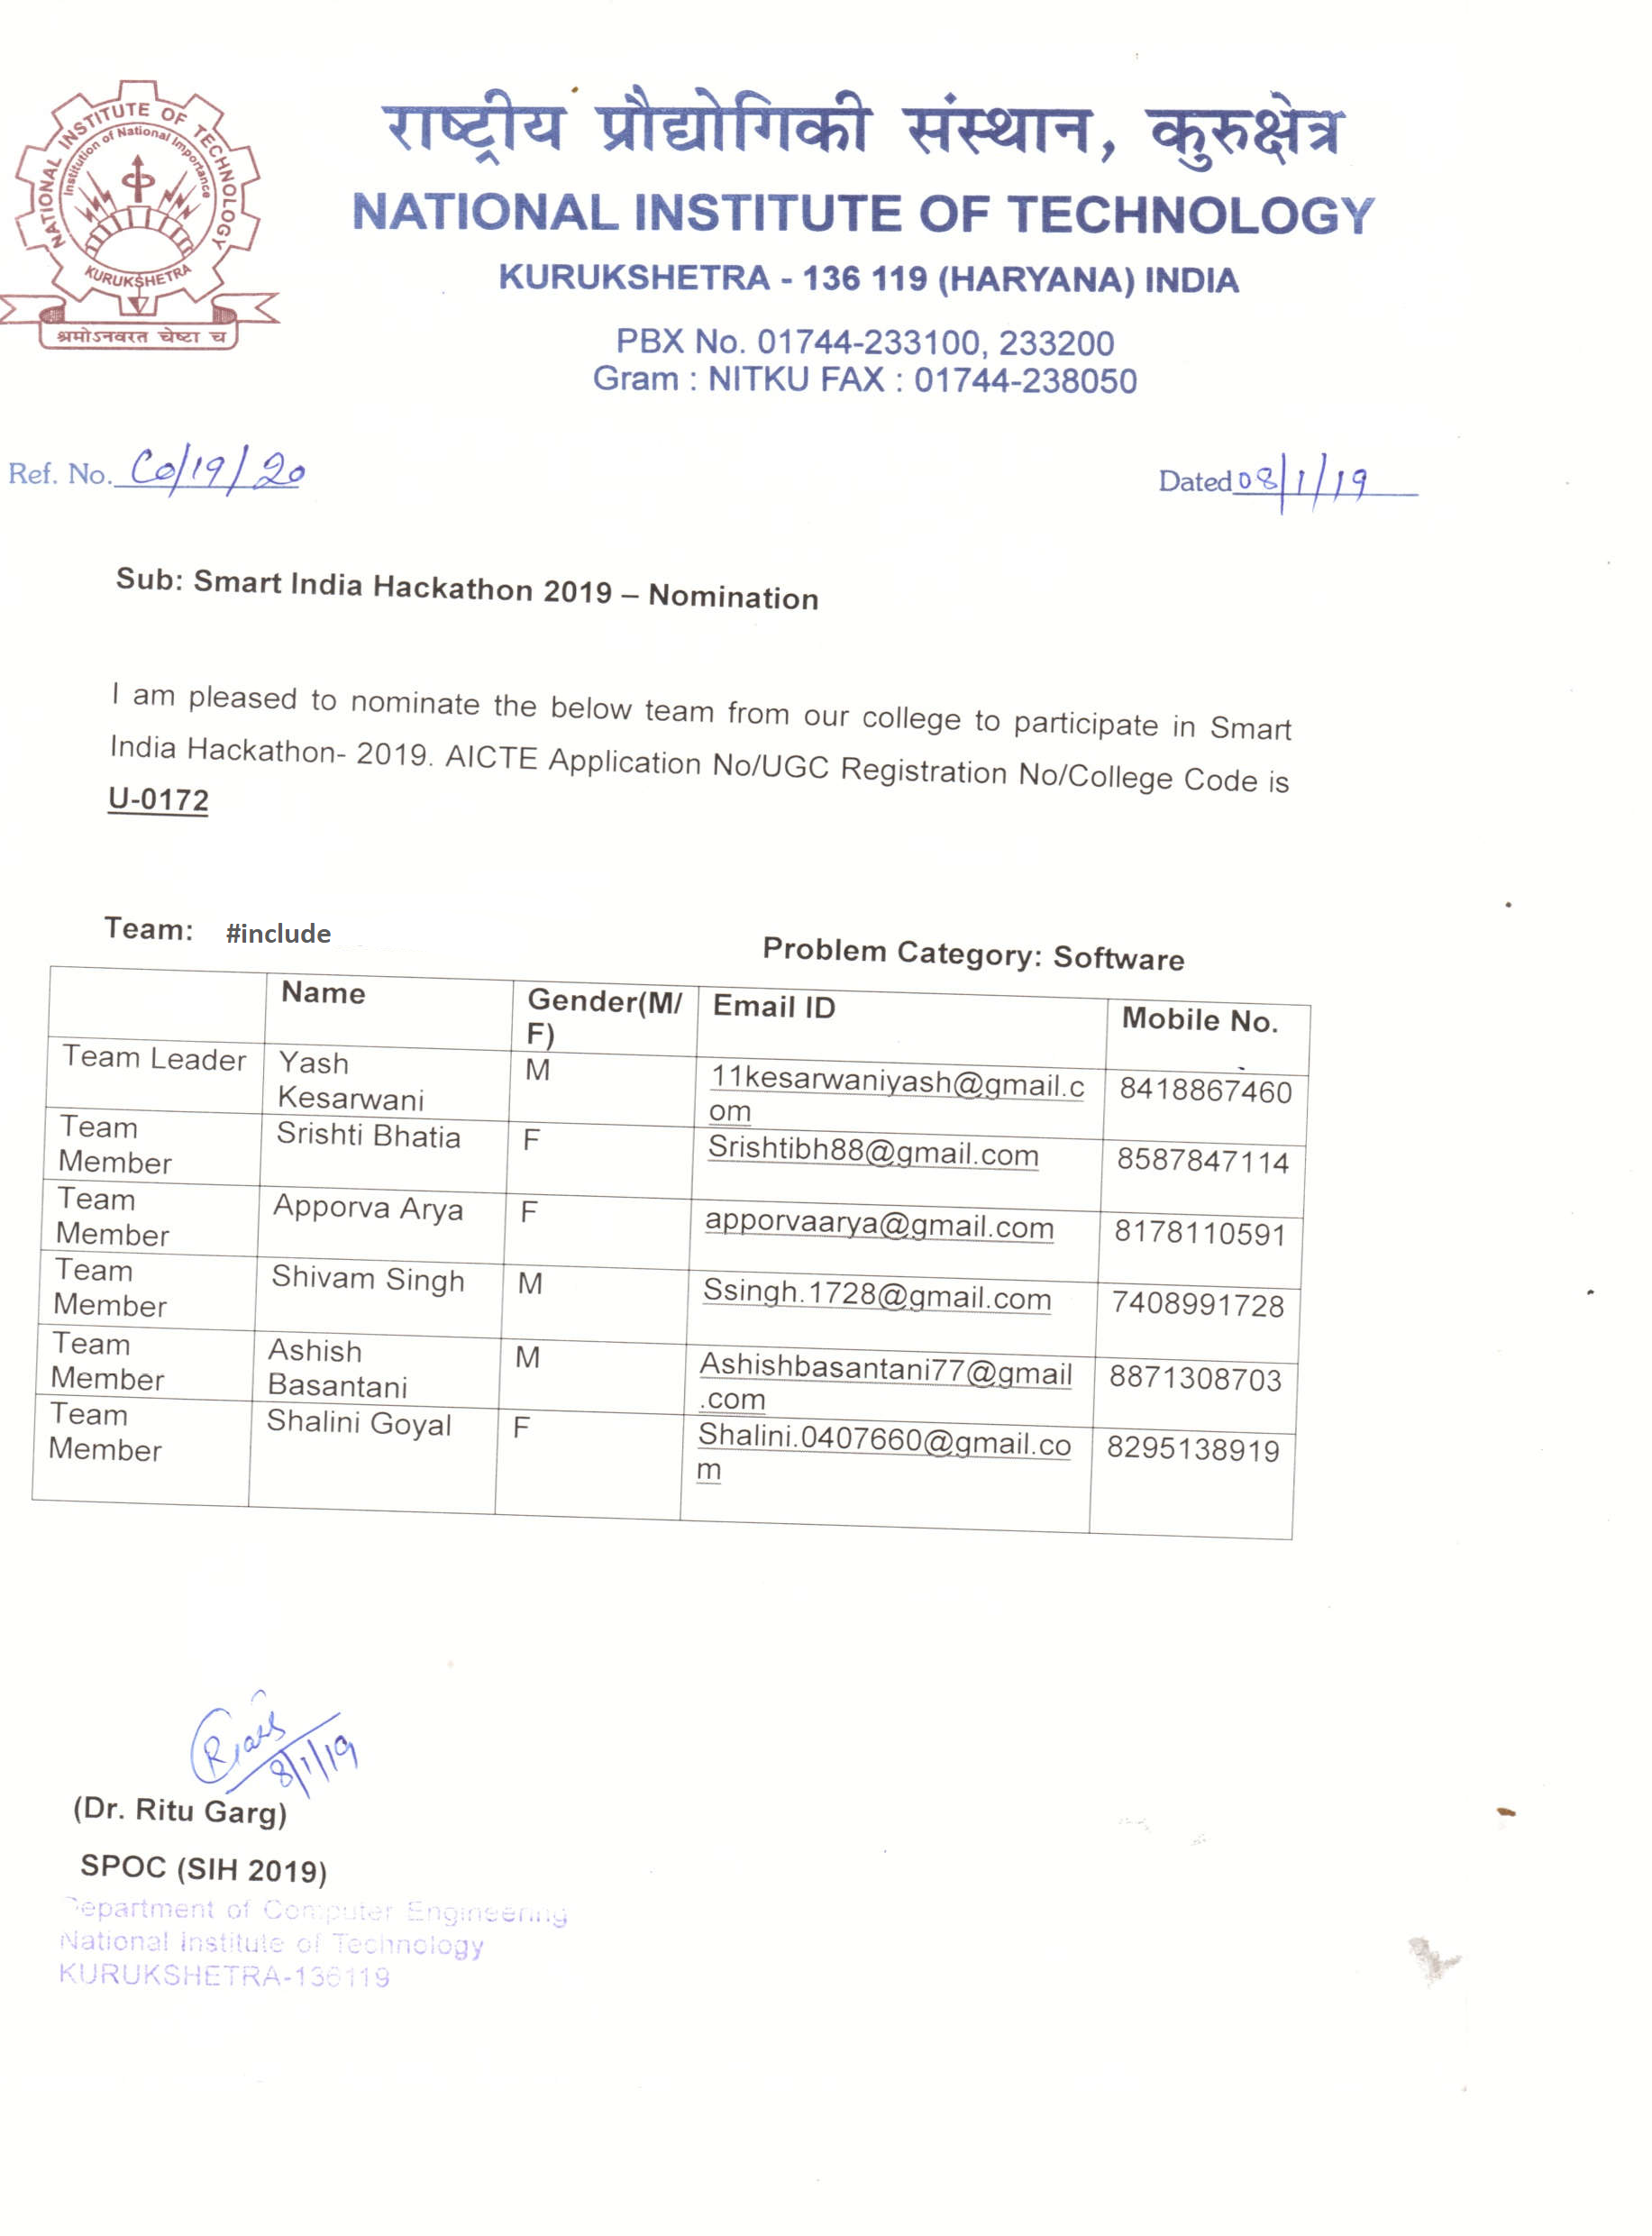 NATIONAL INSTITUTE OF TECHNOLOGY
Institution of National Importance
KURUKSHETRA
श्रमोऽनवरत चेष्टा च
राष्ट्रीय प्रौद्योगिकी संस्थान, कुरुक्षेत्र
NATIONAL INSTITUTE OF TECHNOLOGY
KURUKSHETRA - 136 119 (HARYANA) INDIA
PBX No. 01744-233100, 233200
Gram : NITKU FAX : 01744-238050
Ref. No. Co/19/20 Dated 08/1/19
Sub: Smart India Hackathon 2019 – Nomination
I am pleased to nominate the below team from our college to participate in Smart
India Hackathon- 2019. AICTE Application No/UGC Registration No/College Code is
U-0172
Team: #include Problem Category: Software
Name Gender(M/ Email ID Mobile No.
F)
Team Leader Yash M 11kesarwaniyash@gmail.c 8418867460
Kesarwani om
Team Srishti Bhatia F Srishtibh88@gmail.com 8587847114
Member
Team Apporva Arya F apporvaarya@gmail.com 8178110591
Member
Team Shivam Singh M Ssingh.1728@gmail.com 7408991728
Member
Team Ashish M Ashishbasantani77@gmail 8871308703
Member Basantani .com
Team Shalini Goyal F Shalini.0407660@gmail.co 8295138919
Member m
8/1/19
(Dr. Ritu Garg)
SPOC (SIH 2019)
Department of Computer Engineering
National Institute of Technology
KURUKSHETRA-136119